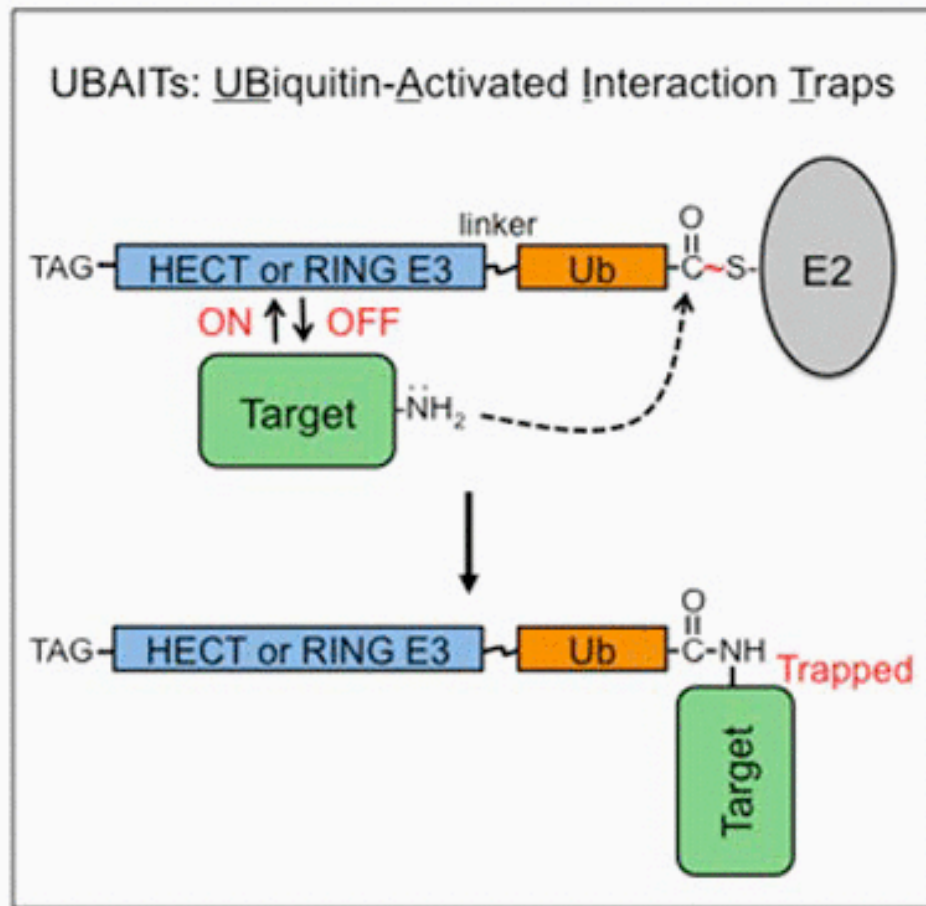 UBAITs: UBiquitin-Activated Interaction Traps
linker
TAG
HECT or RING E3
Ub
O
C~S
E2
ON
OFF
Target
NH2
TAG
HECT or RING E3
Ub
O
C-NH
Trapped
Target